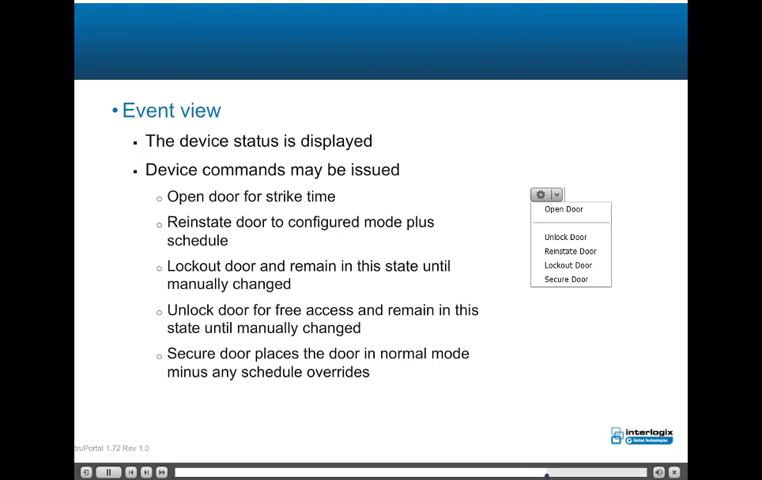 • Event view
▪ The device status is displayed
▪ Device commands may be issued
○ Open door for strike time
○ Reinstate door to configured mode plus
schedule
○ Lockout door and remain in this state until
manually changed
○ Unlock door for free access and remain in this
state until manually changed
○ Secure door places the door in normal mode
minus any schedule overrides
Open Door
Unlock Door
Reinstate Door
Lockout Door
Secure Door
truPortal 1.72 Rev 1.0
interlogix
United Technologies